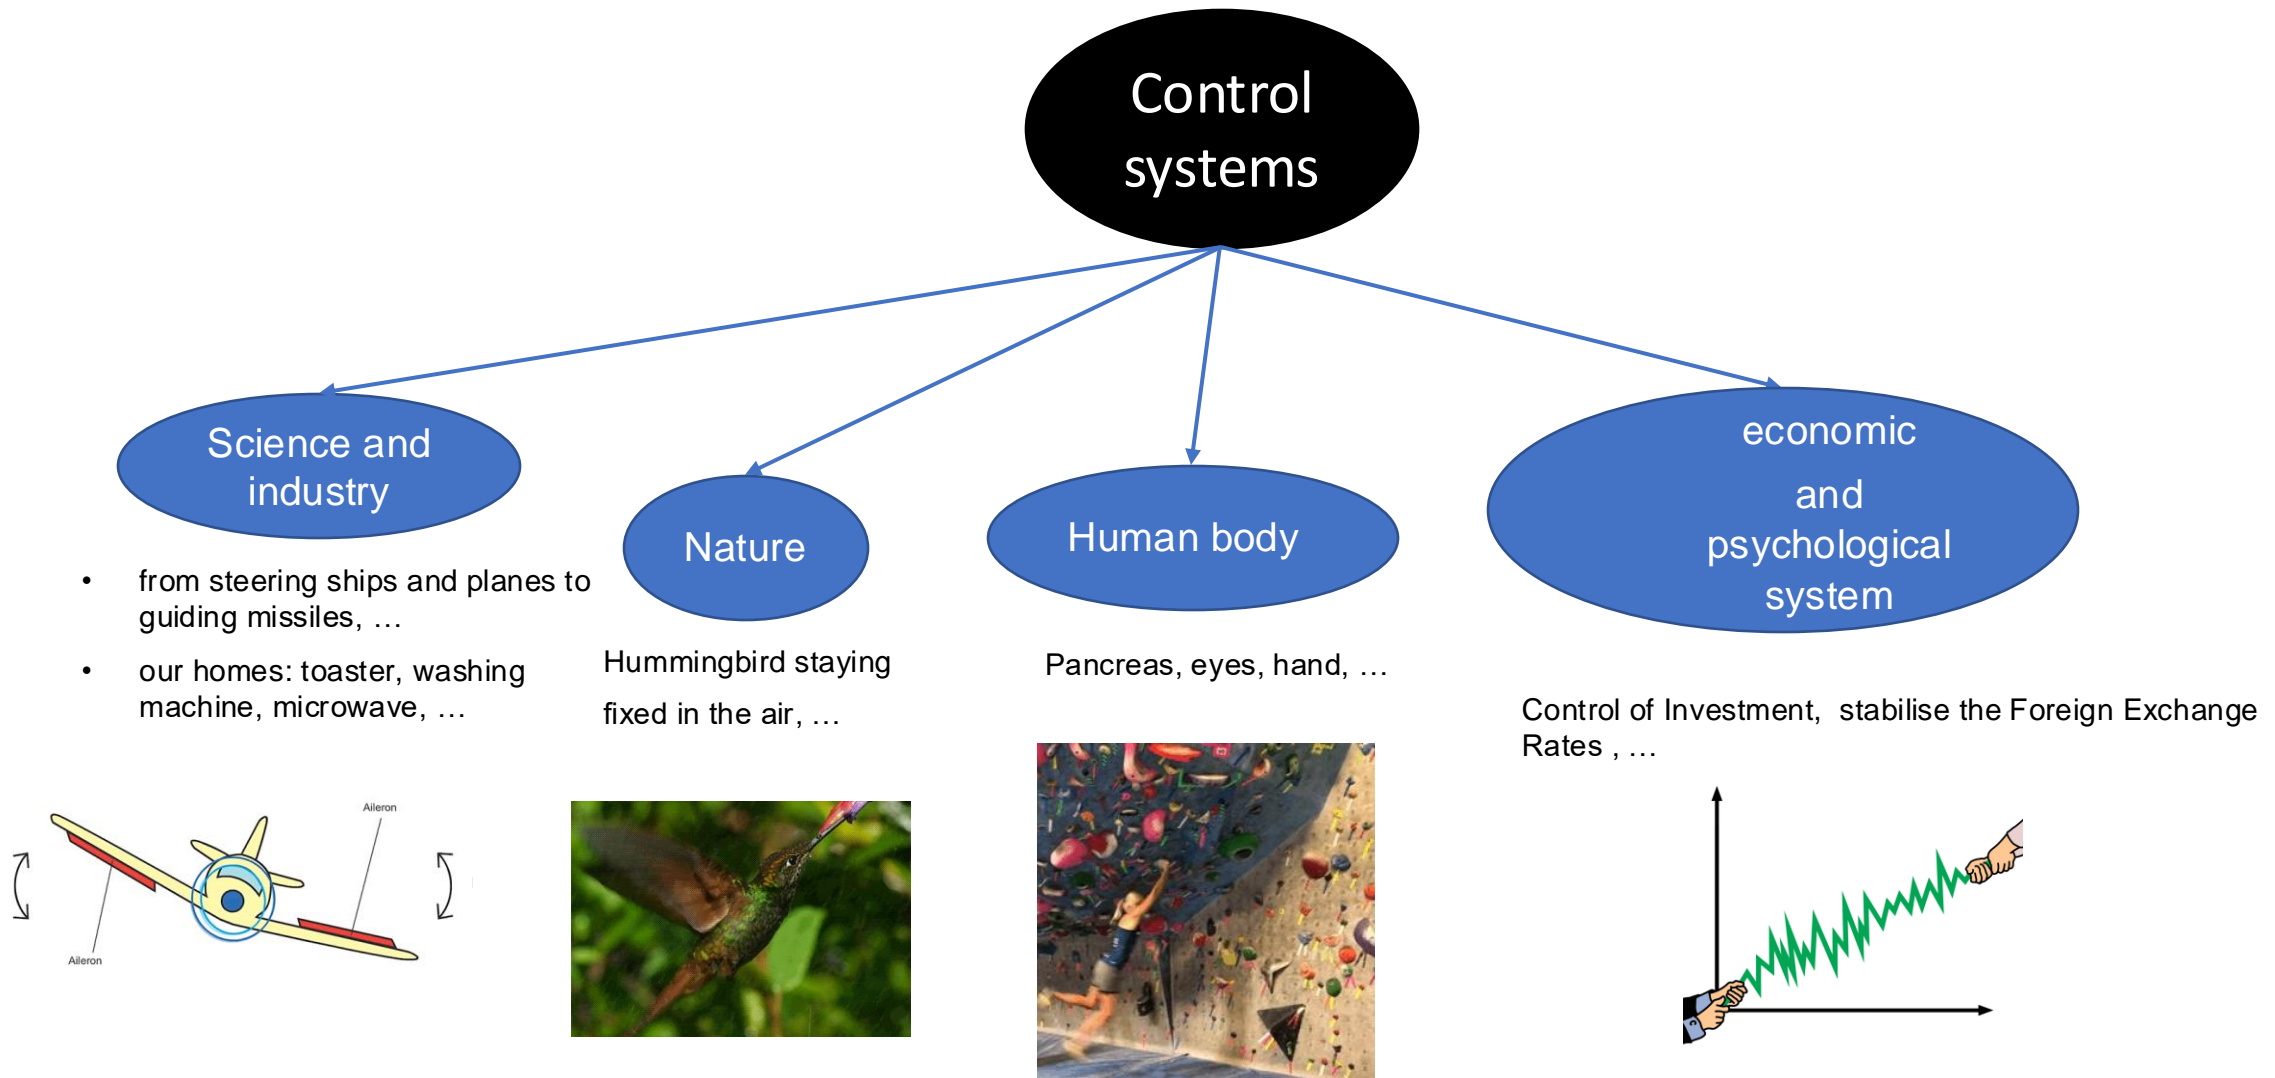 Control
systems
Science and
industry
Nature
Human body
economic
and
psychological
system
• from steering ships and planes to
guiding missiles, …
• our homes: toaster, washing
machine, microwave, …
Hummingbird staying
fixed in the air, …
Pancreas, eyes, hand, …
Control of Investment,  stabilise the Foreign Exchange
Rates , …
Aileron
Aileron